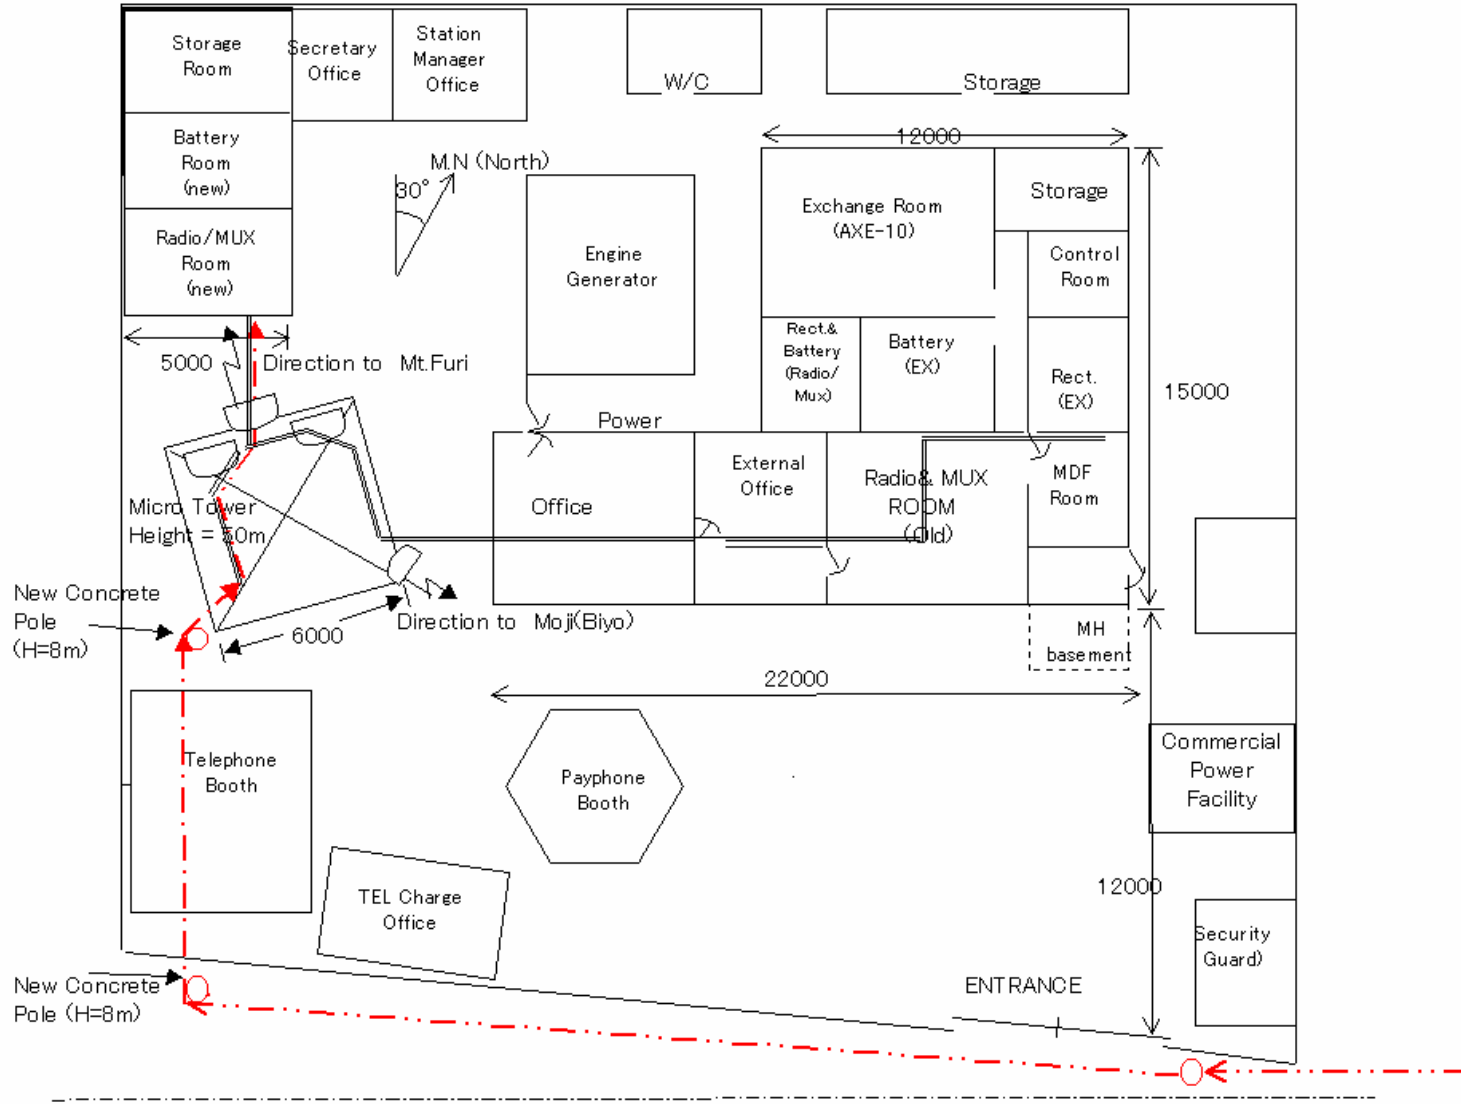 Storage
Room
Secretary
Office
Station
Manager
Office
W/C
Storage
Battery
Room
(new)
M.N (North)
30°
12000
Storage
Exchange Room
(AXE-10)
Radio/MUX
Room
(new)
Engine
Generator
Control
Room
Rect.&
Battery
(Radio/
Mux)
Battery
(EX)
Rect.
(EX)
15000
5000
Direction to Mt.Furi
Power
External
Office
Radio& MUX
ROOM
(Old)
MDF
Room
Office
Micro Tower
Height = 50m
New Concrete
Pole
(H=8m)
6000
Direction to Moji(Biyo)
MH
basement
22000
Telephone
Booth
Payphone
Booth
Commercial
Power
Facility
TEL Charge
Office
12000
Security
Guard)
New Concrete
Pole (H=8m)
ENTRANCE